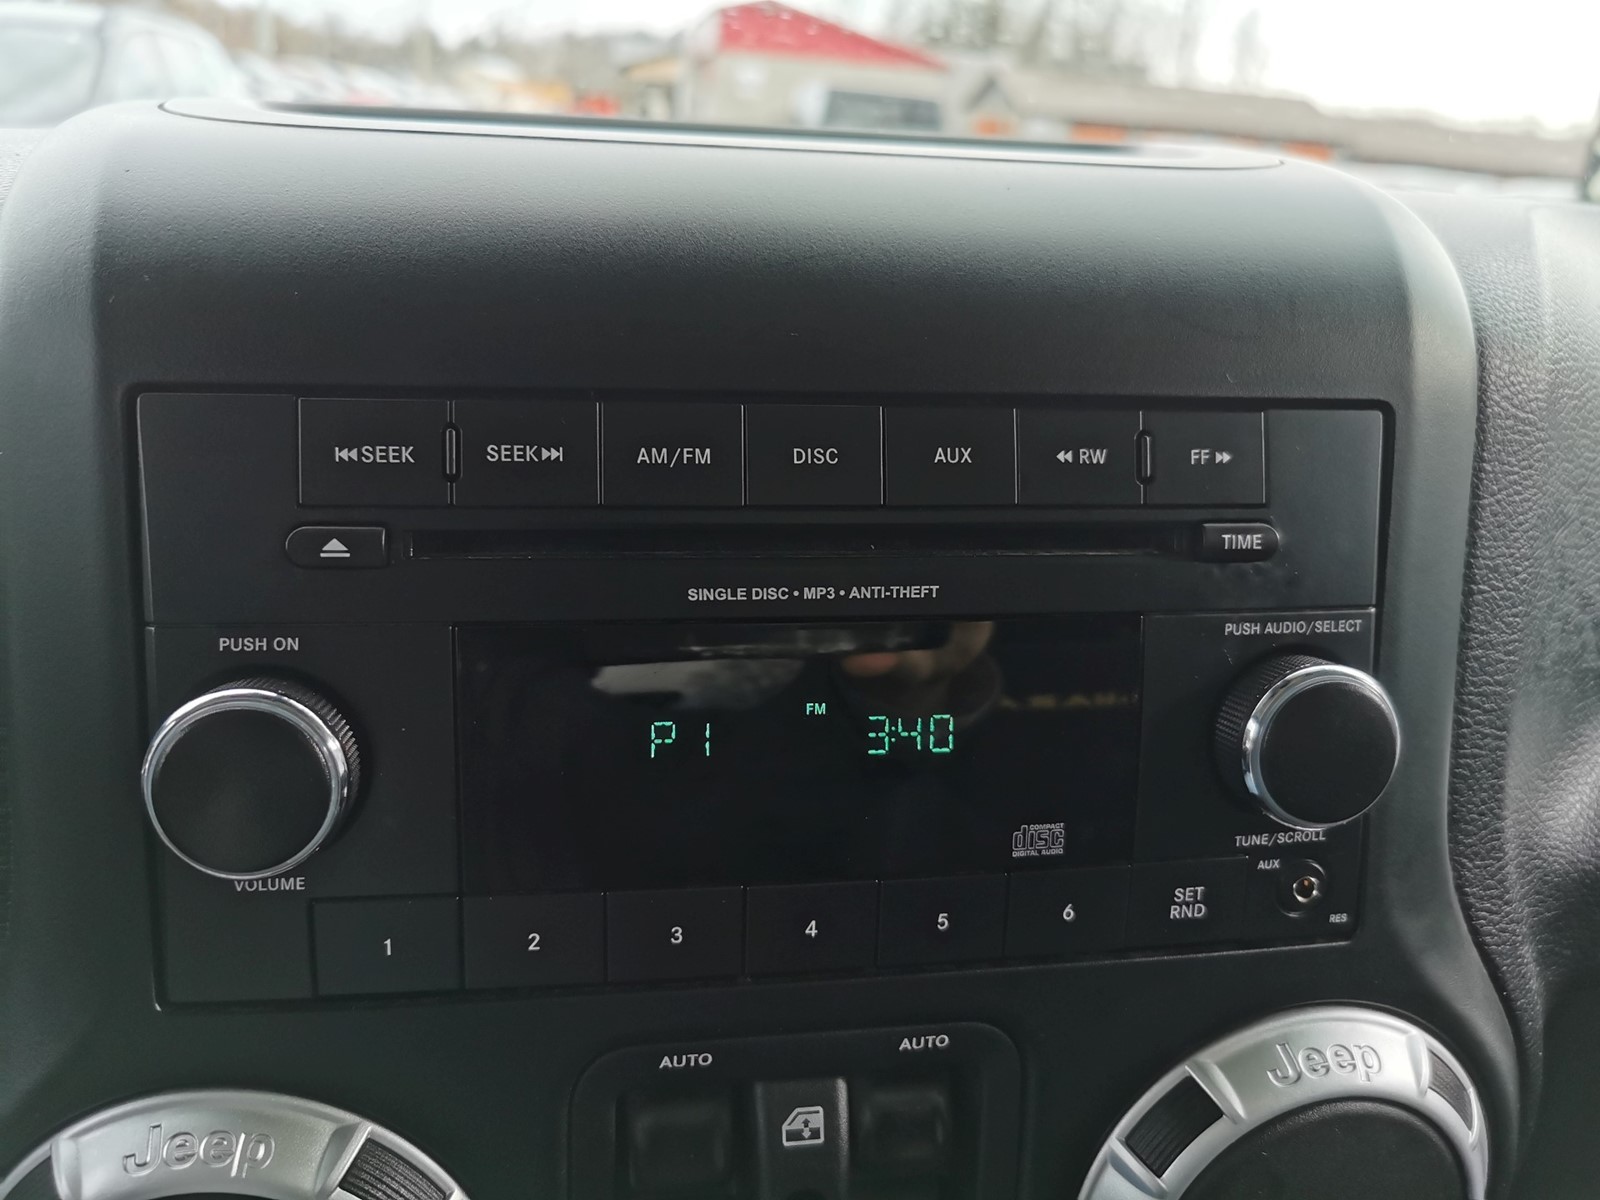 SEEK
SEEK
AM/FM
DISC
AUX
RW
FF
TIME
SINGLE DISC • MP3 • ANTI-THEFT
PUSH ON
PUSH AUDIO/SELECT
FM
P1
3:40
VOLUME
COMPACT
disc
DIGITAL AUDIO
TUNE/SCROLL
AUX
RES
1
2
3
4
5
6
SET
RND
AUTO
AUTO
Jeep
Jeep